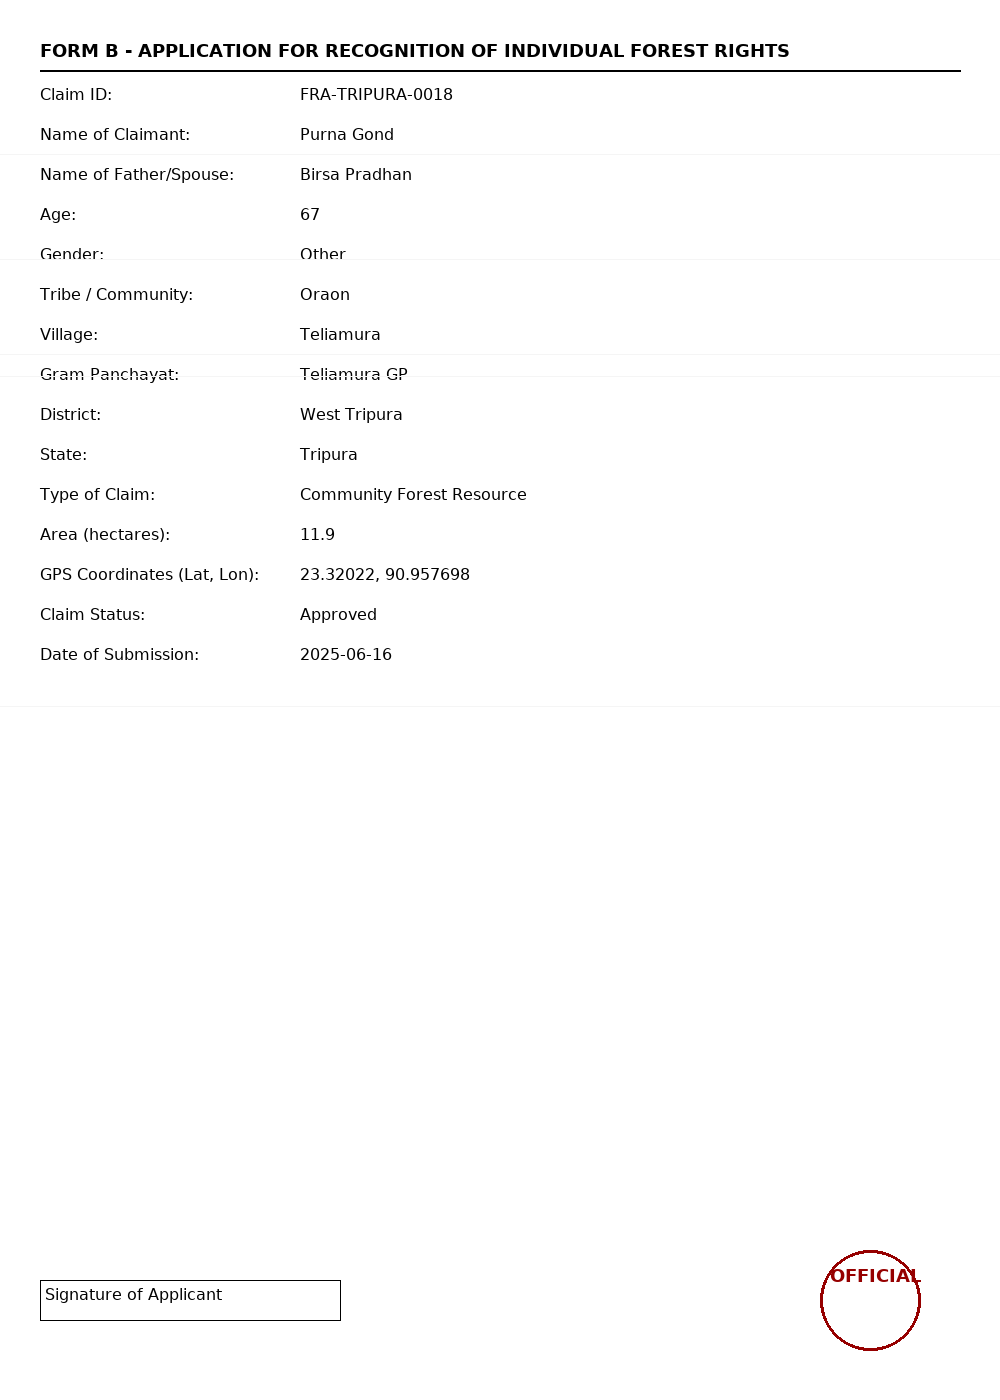 FORM B - APPLICATION FOR RECOGNITION OF INDIVIDUAL FOREST RIGHTS
Claim ID: FRA-TRIPURA-0018
Name of Claimant: Purna Gond
Name of Father/Spouse: Birsa Pradhan
Age: 67
Gender: Other
Tribe / Community: Oraon
Village: Teliamura
Gram Panchayat: Teliamura GP
District: West Tripura
State: Tripura
Type of Claim: Community Forest Resource
Area (hectares): 11.9
GPS Coordinates (Lat, Lon): 23.32022, 90.957698
Claim Status: Approved
Date of Submission: 2025-06-16
Signature of Applicant
OFFICIAL